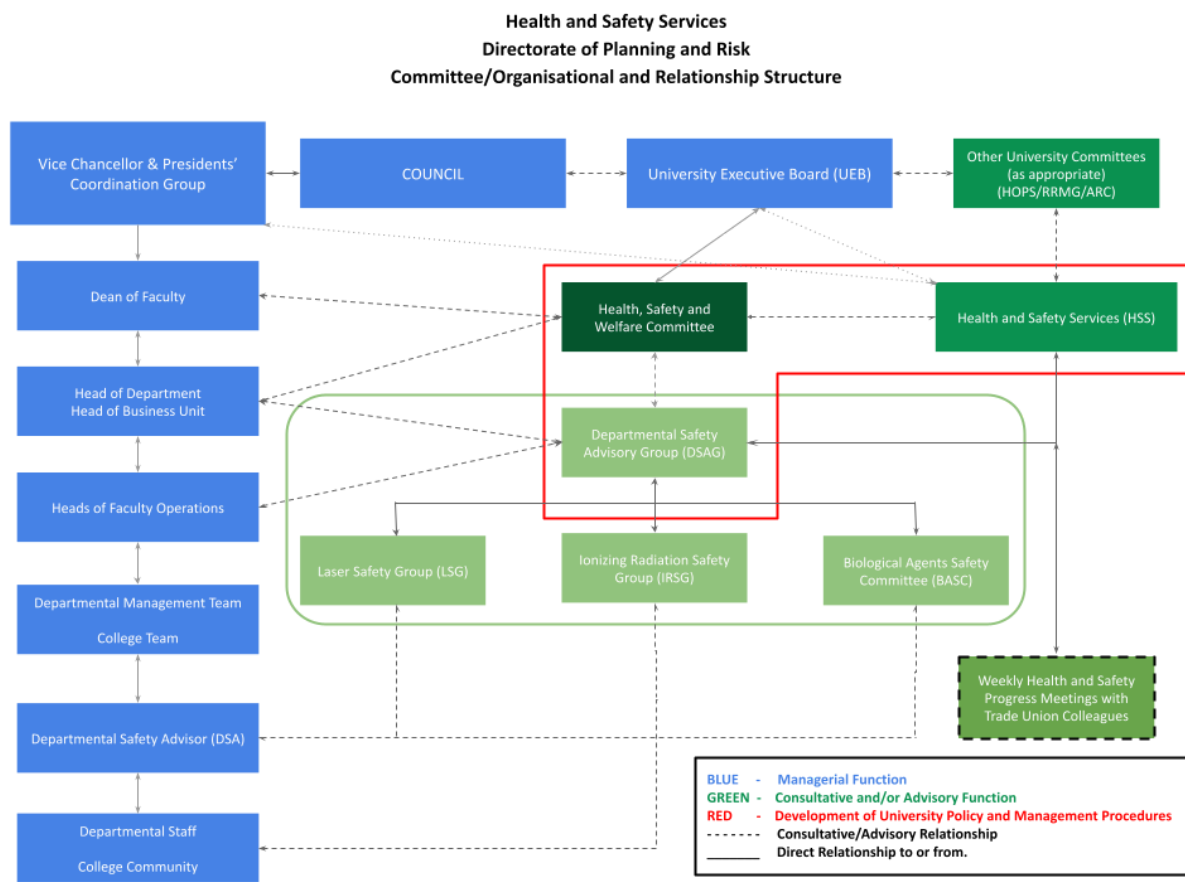 Health and Safety Services
Directorate of Planning and Risk
Committee/Organisational and Relationship Structure
Vice Chancellor & Presidents'
Coordination Group
COUNCIL
University Executive Board (UEB)
Other University Committees
(as appropriate)
(HOPS/RRMG/ARC)
Dean of Faculty
Health, Safety and
Welfare Committee
Health and Safety Services (HSS)
Head of Department
Head of Business Unit
Departmental Safety
Advisory Group (DSAG)
Heads of Faculty Operations
Laser Safety Group (LSG)
Ionizing Radiation Safety
Group (IRSG)
Biological Agents Safety
Committee (BASC)
Departmental Management Team
College Team
Weekly Health and Safety
Progress Meetings with
Trade Union Colleagues
Departmental Safety Advisor (DSA)
Departmental Staff
College Community
BLUE - Managerial Function
GREEN - Consultative and/or Advisory Function
RED - Development of University Policy and Management Procedures
Consultative/Advisory Relationship
Direct Relationship to or from.